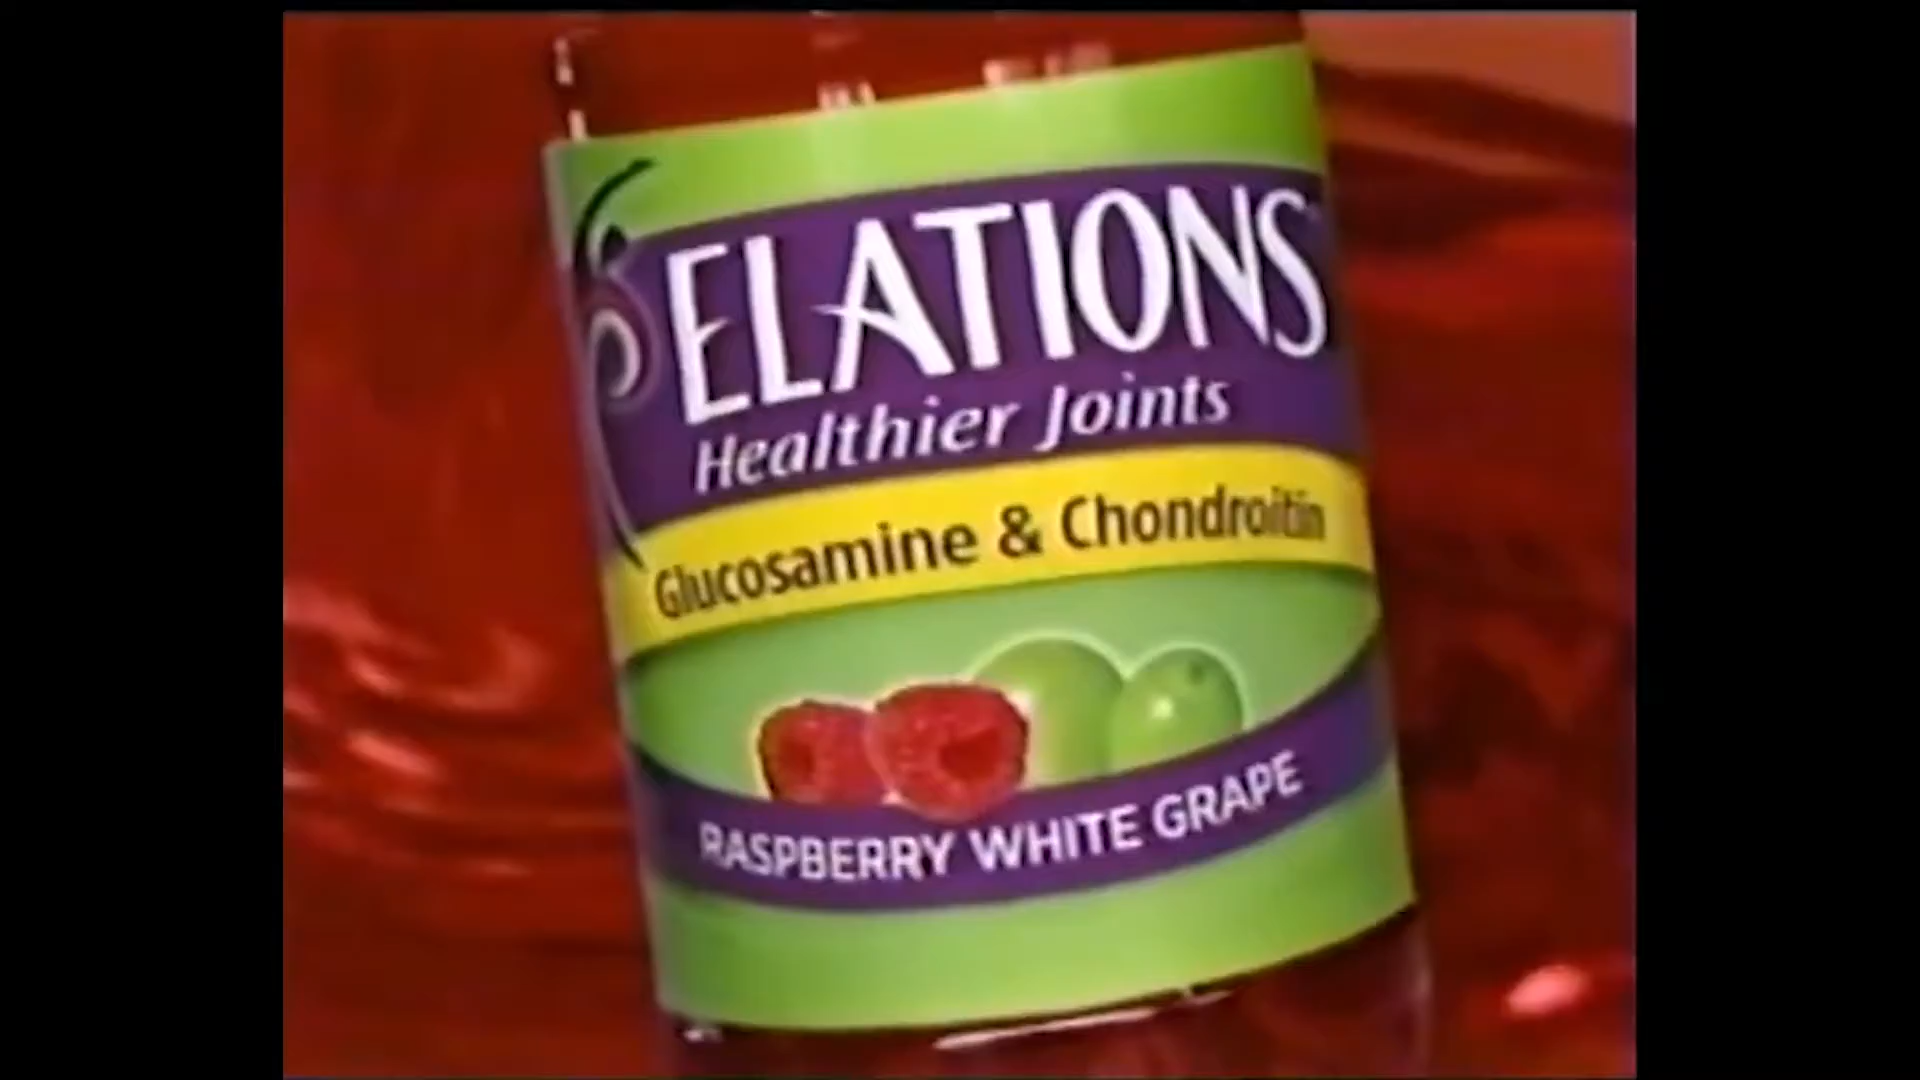 ELATIONS
Healthier Joints
Glucosamine & Chondroitin
RASPBERRY WHITE GRAPE